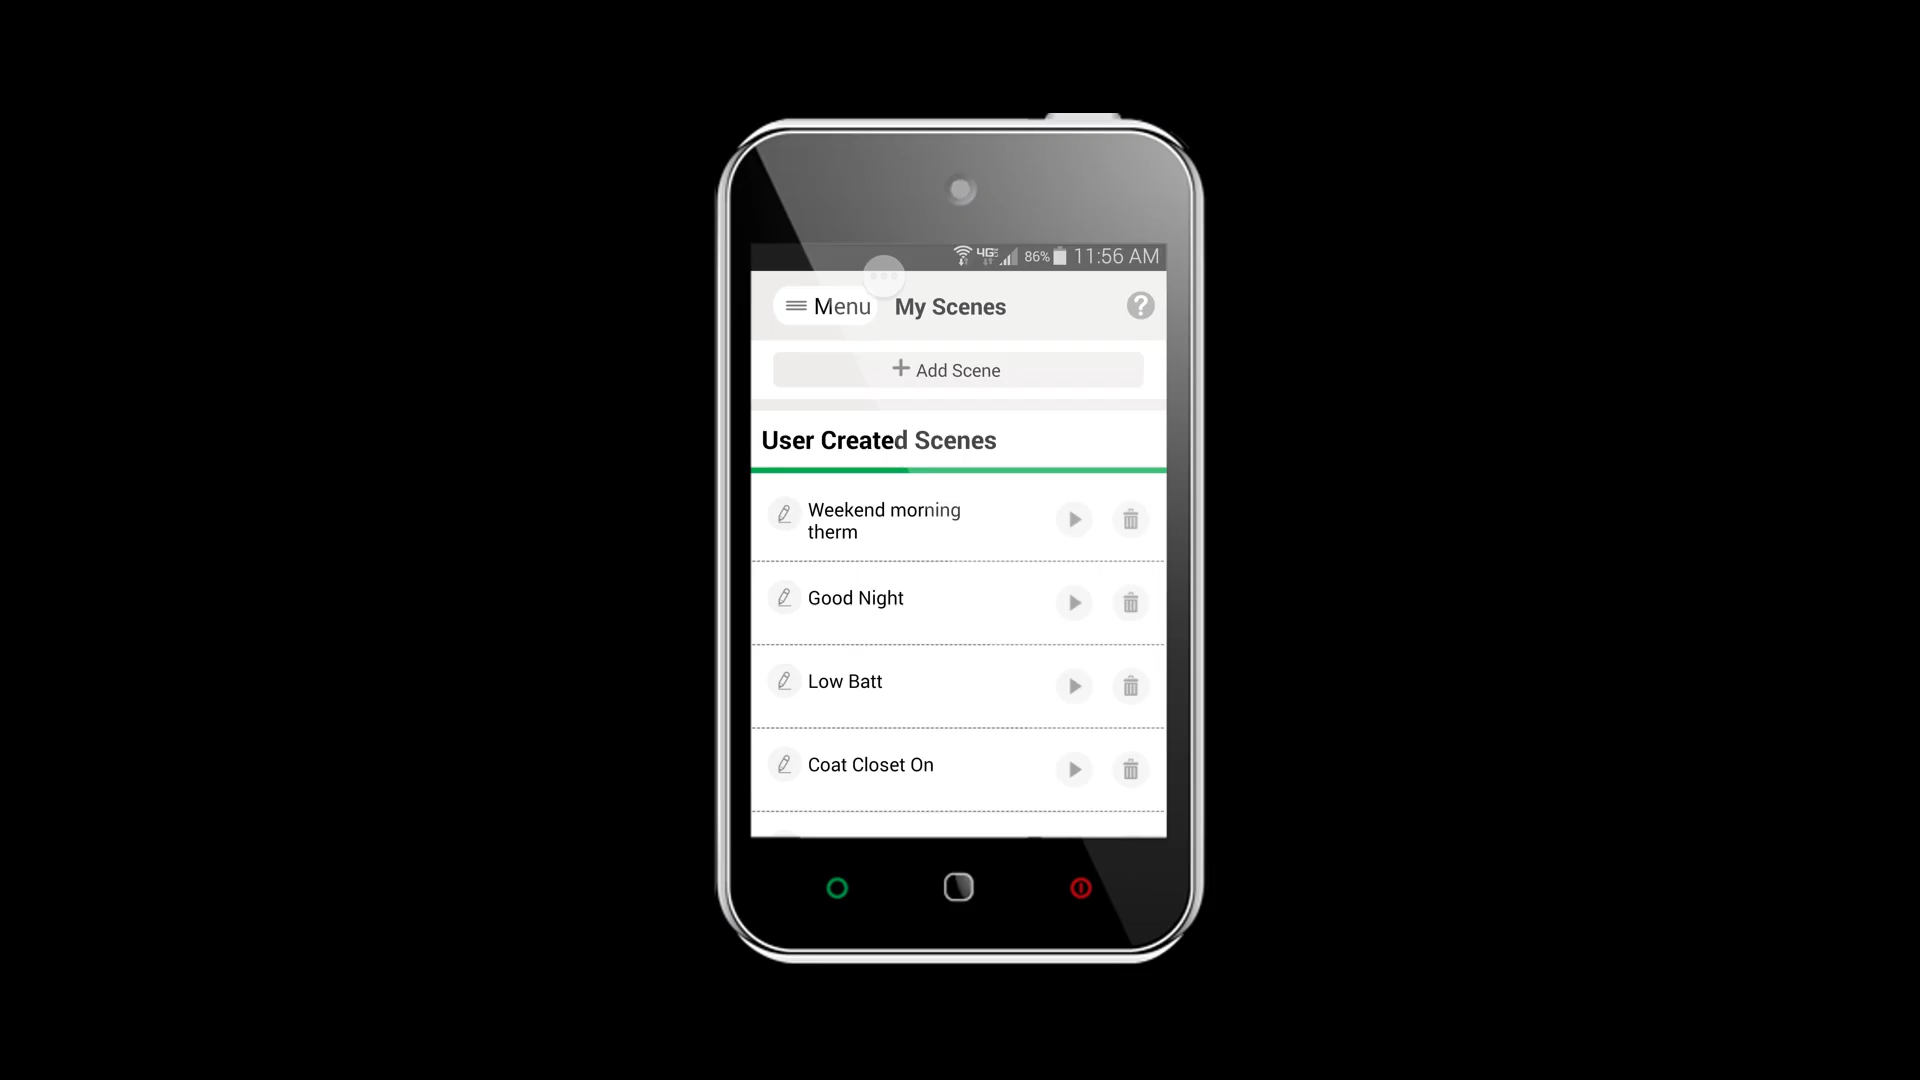 4G 86% 11:56 AM
Menu My Scenes ?
+ Add Scene
User Created Scenes
Weekend morning
therm
Good Night
Low Batt
Coat Closet On